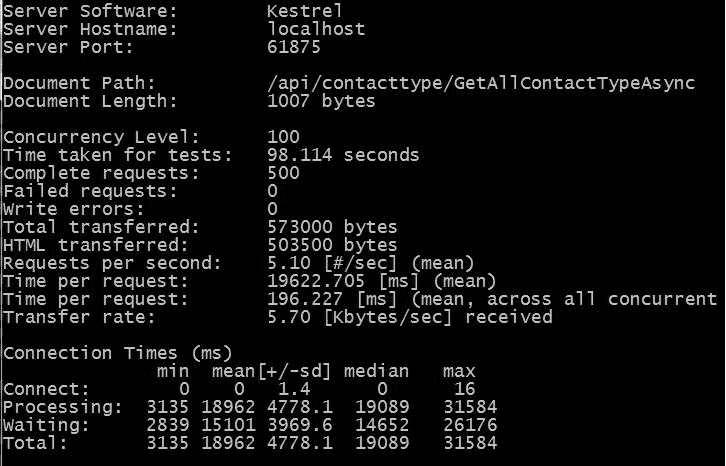 Server Software:        Kestrel
Server Hostname:        localhost
Server Port:            61875
Document Path:          /api/contacttype/GetAllContactTypeAsync
Document Length:        1007 bytes
Concurrency Level:      100
Time taken for tests:   98.114 seconds
Complete requests:      500
Failed requests:        0
Write errors:           0
Total transferred:      573000 bytes
HTML transferred:       503500 bytes
Requests per second:    5.10 [#/sec] (mean)
Time per request:       19622.705 [ms] (mean)
Time per request:       196.227 [ms] (mean, across all concurrent
Transfer rate:          5.70 [Kbytes/sec] received
Connection Times (ms)
              min  mean[+/-sd] median   max
Connect:        0    0   1.4      0      16
Processing:  3135 18962 4778.1  19089   31584
Waiting:     2839 15101 3969.6  14652   26176
Total:       3135 18962 4778.1  19089   31584